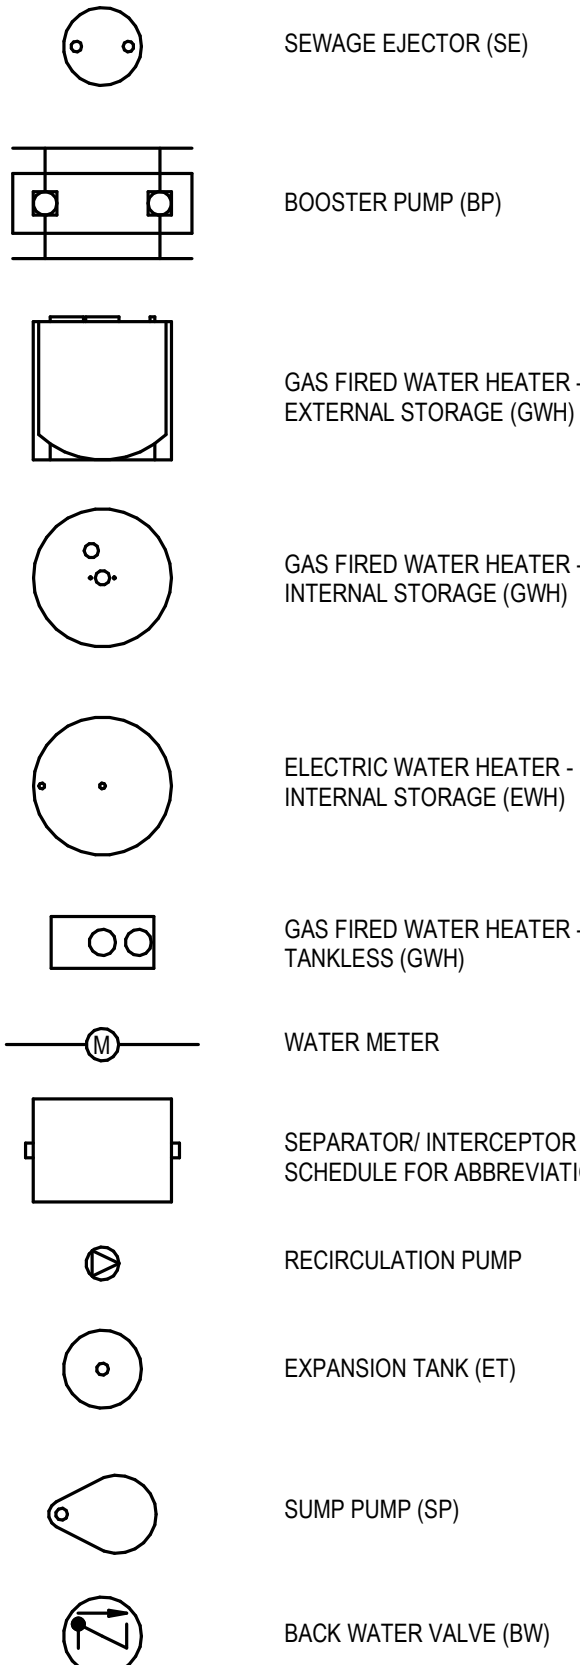 SEWAGE EJECTOR (SE)
BOOSTER PUMP (BP)
GAS FIRED WATER HEATER -
EXTERNAL STORAGE (GWH)
GAS FIRED WATER HEATER -
INTERNAL STORAGE (GWH)
ELECTRIC WATER HEATER -
INTERNAL STORAGE (EWH)
GAS FIRED WATER HEATER -
TANKLESS (GWH)
M
WATER METER
SEPARATOR/ INTERCEPTOR
SCHEDULE FOR
RECIRCULATION PUMP
EXPANSION TANK (ET)
SUMP PUMP (SP)
BACK WATER VALVE (BW)